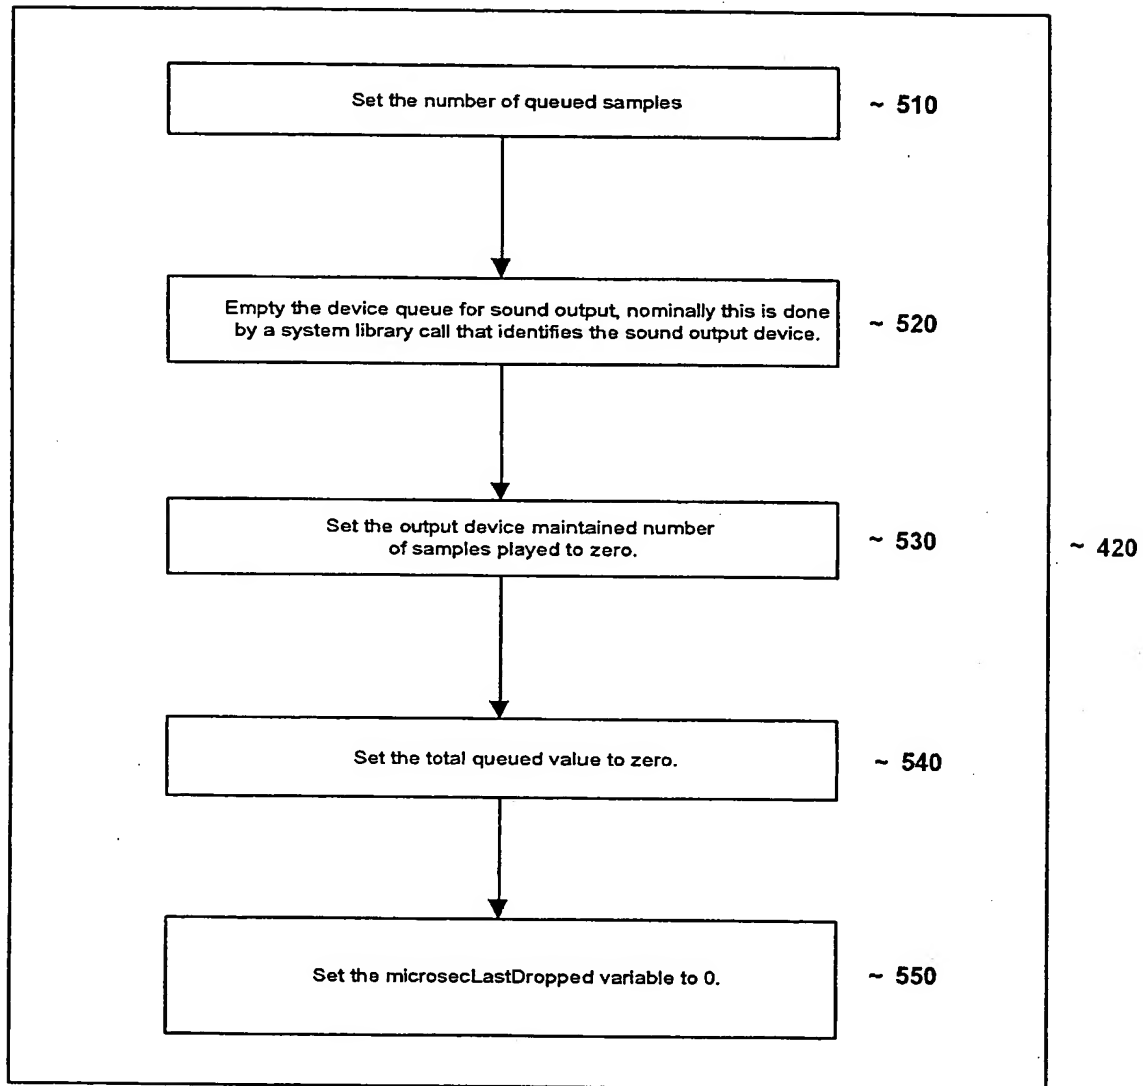 Set the number of queued samples
~ 510
Empty the device queue for sound output, nominally this is done
by a system library call that identifies the sound output device.
~ 520
Set the output device maintained number
of samples played to zero.
~ 530
~ 420
Set the total queued value to zero.
~ 540
Set the microsecLastDropped variable to 0.
~ 550